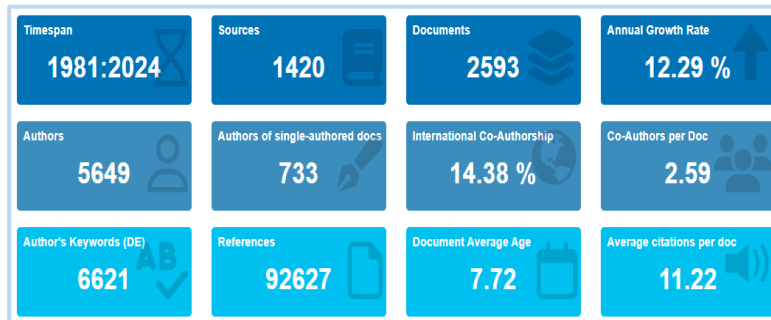 Timespan
1981:2024
Sources
1420
Documents
2593
Annual Growth Rate
12.29 %
Authors
5649
Authors of single-authored docs
733
International Co-Authorship
14.38 %
Co-Authors per Doc
2.59
Author's Keywords (DE)
6621
AB
References
92627
Document Average Age
7.72
Average citations per doc
11.22